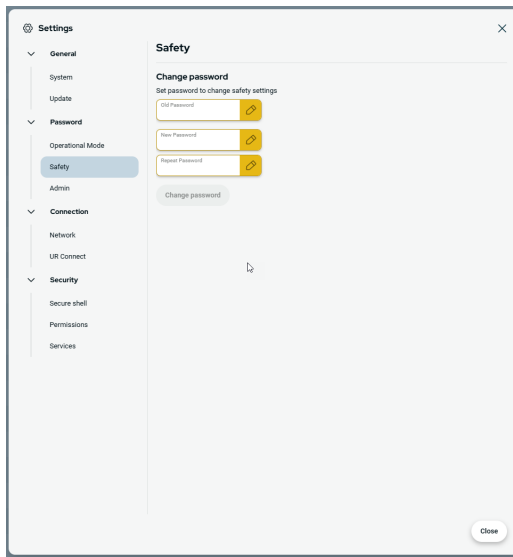 Settings
General
System
Update
Password
Operational Mode
Safety
Admin
Connection
Network
UR Connect
Security
Secure shell
Permissions
Services
Safety
Change password
Set password to change safety settings
Old Password
New Password
Repeat Password
Change password
Close